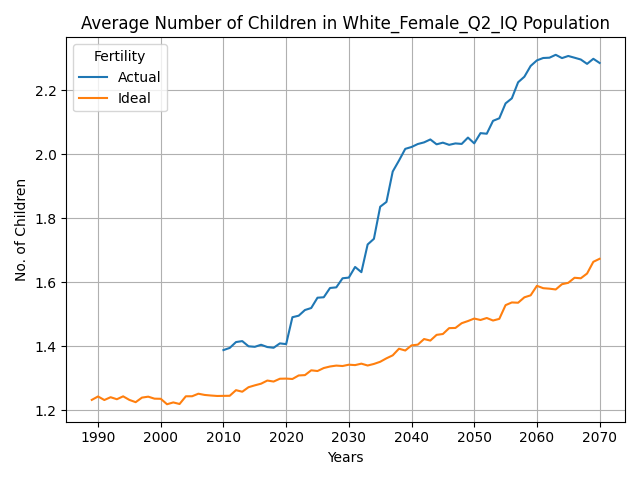 Average Number of Children in White_Female_Q2_IQ Population
Fertility
Actual
Ideal
No. of Children
2.2
2.0
1.8
1.6
1.4
1.2
1990 2000 2010 2020 2030 2040 2050 2060 2070
Years